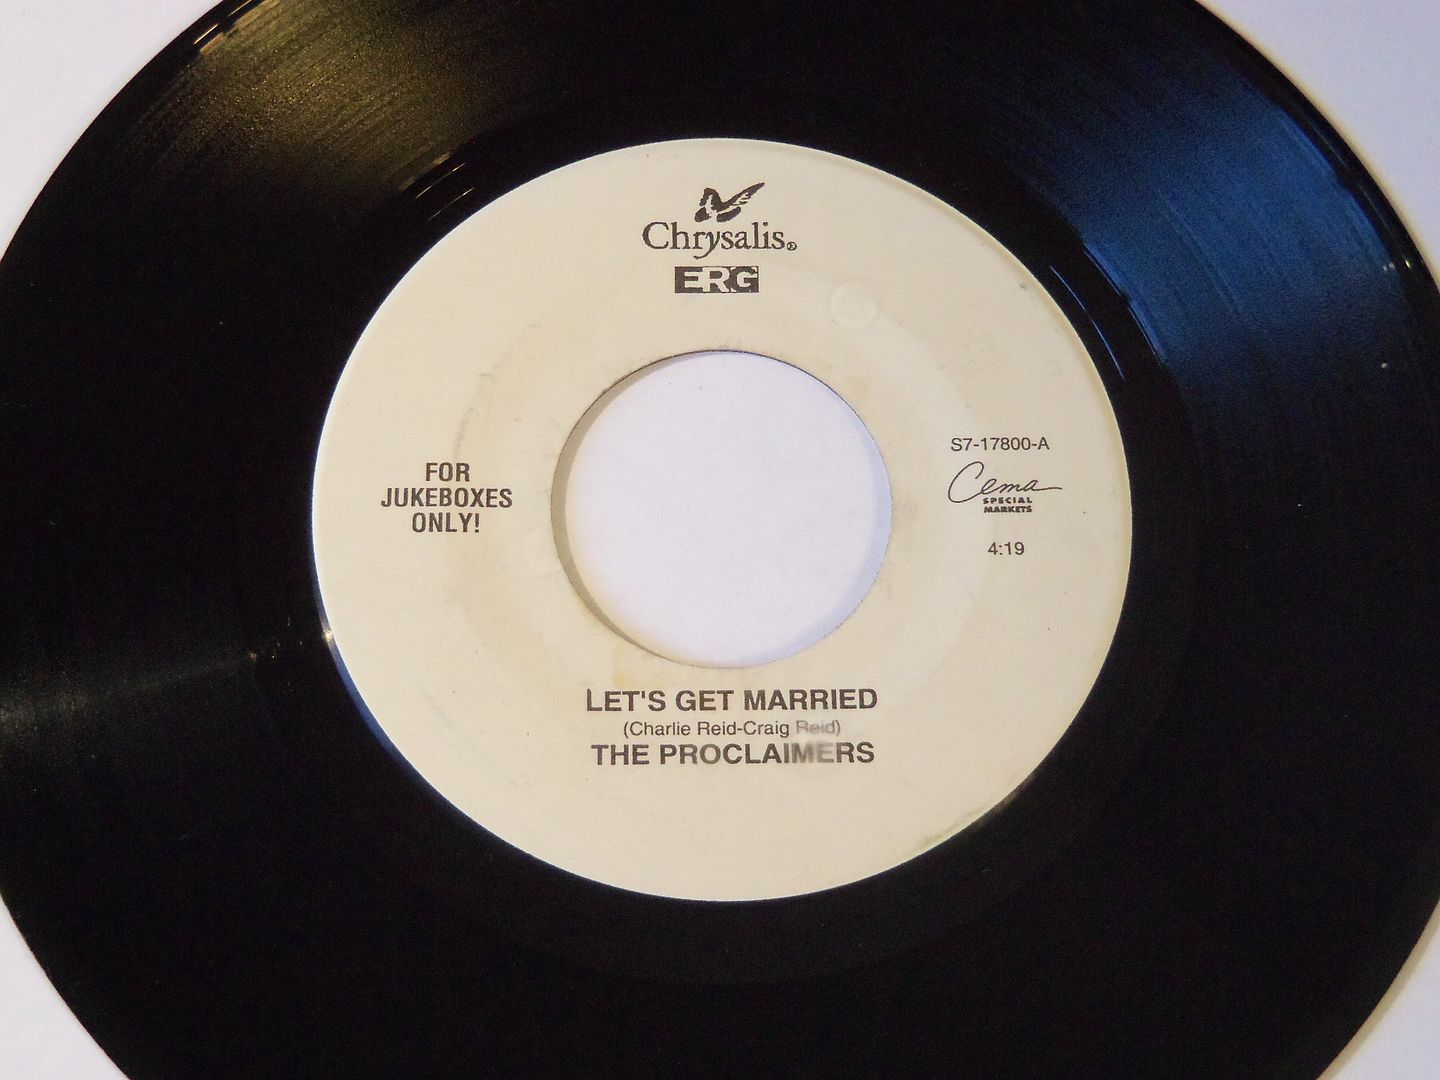 Chrysalis®
ERG
FOR
JUKEBOXES
ONLY!
S7-17800-A
Cema
SPECIAL
MARKETS
4:19
LET'S GET MARRIED
(Charlie Reid-Craig Reid)
THE PROCLAIMERS